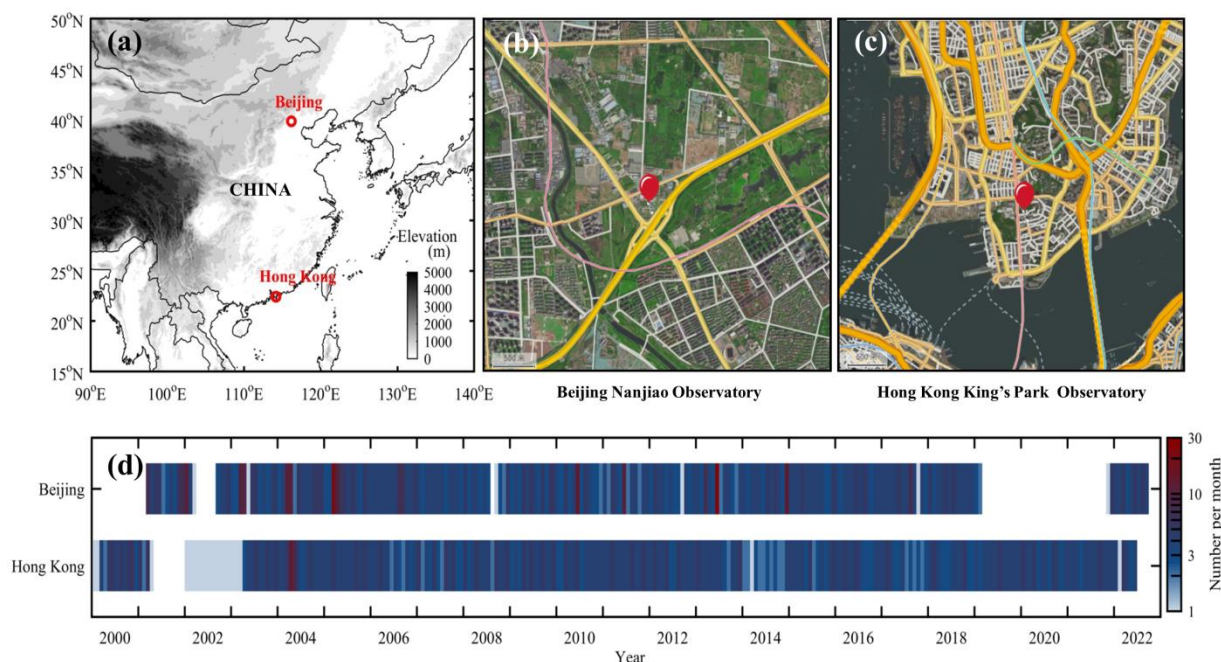 (a)
50°N
45°N
40°N
35°N
30°N
25°N
20°N
15°N
90°E 100°E 110°E 120°E 130°E 140°E
Beijing
CHINA
Hong Kong
Elevation
(m)
5000
4000
3000
2000
1000
0
(b)
500 m
Beijing Nanjiao Observatory
(c)
Hong Kong King's Park Observatory
(d)
Beijing
Hong Kong
2000 2002 2004 2006 2008 2010 2012 2014 2016 2018 2020 2022
Year
30
10
3
1
Number per month